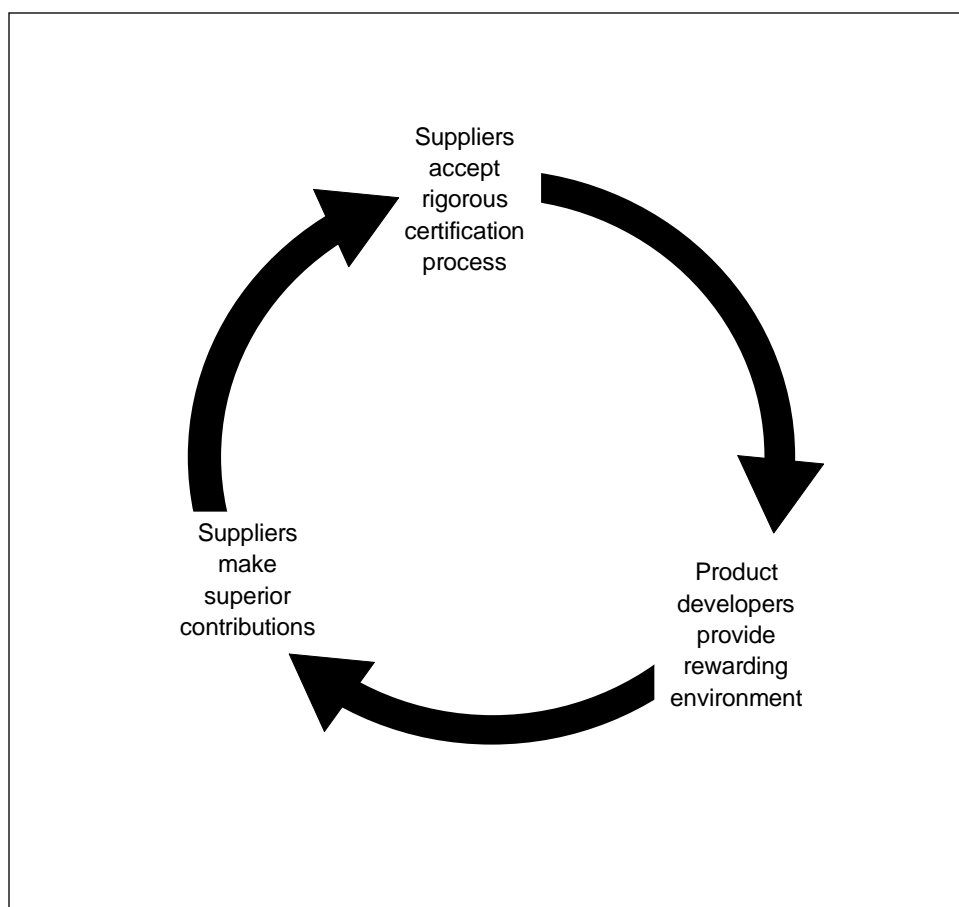 Suppliers
accept
rigorous
certification
process
Product
developers
provide
rewarding
environment
Suppliers
make
superior
contributions